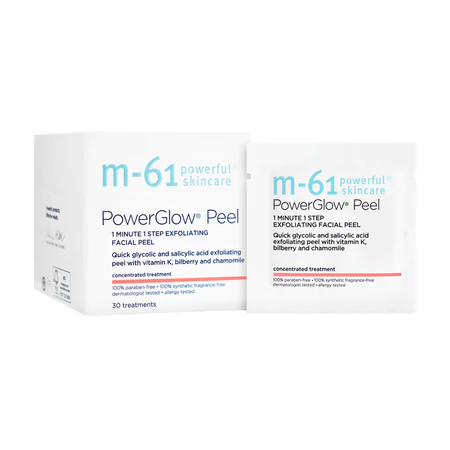 m-61 powerful®
skincare
PowerGlow® Peel
1 MINUTE 1 STEP EXFOLIATING
FACIAL PEEL
Quick glycolic and salicylic acid exfoliating
peel with vitamin K, bilberry and chamomile
concentrated treatment
100% paraben-free • 100% synthetic fragrance-free
dermatologist tested • allergy tested
30 treatments
m-61 powerful®
skincare
PowerGlow® Peel
1 MINUTE 1 STEP
EXFOLIATING FACIAL PEEL
Quick glycolic and salicylic acid
exfoliating peel with vitamin K,
bilberry and chamomile
concentrated treatment
100% paraben-free • 100% synthetic fragrance-free
dermatologist tested • allergy tested